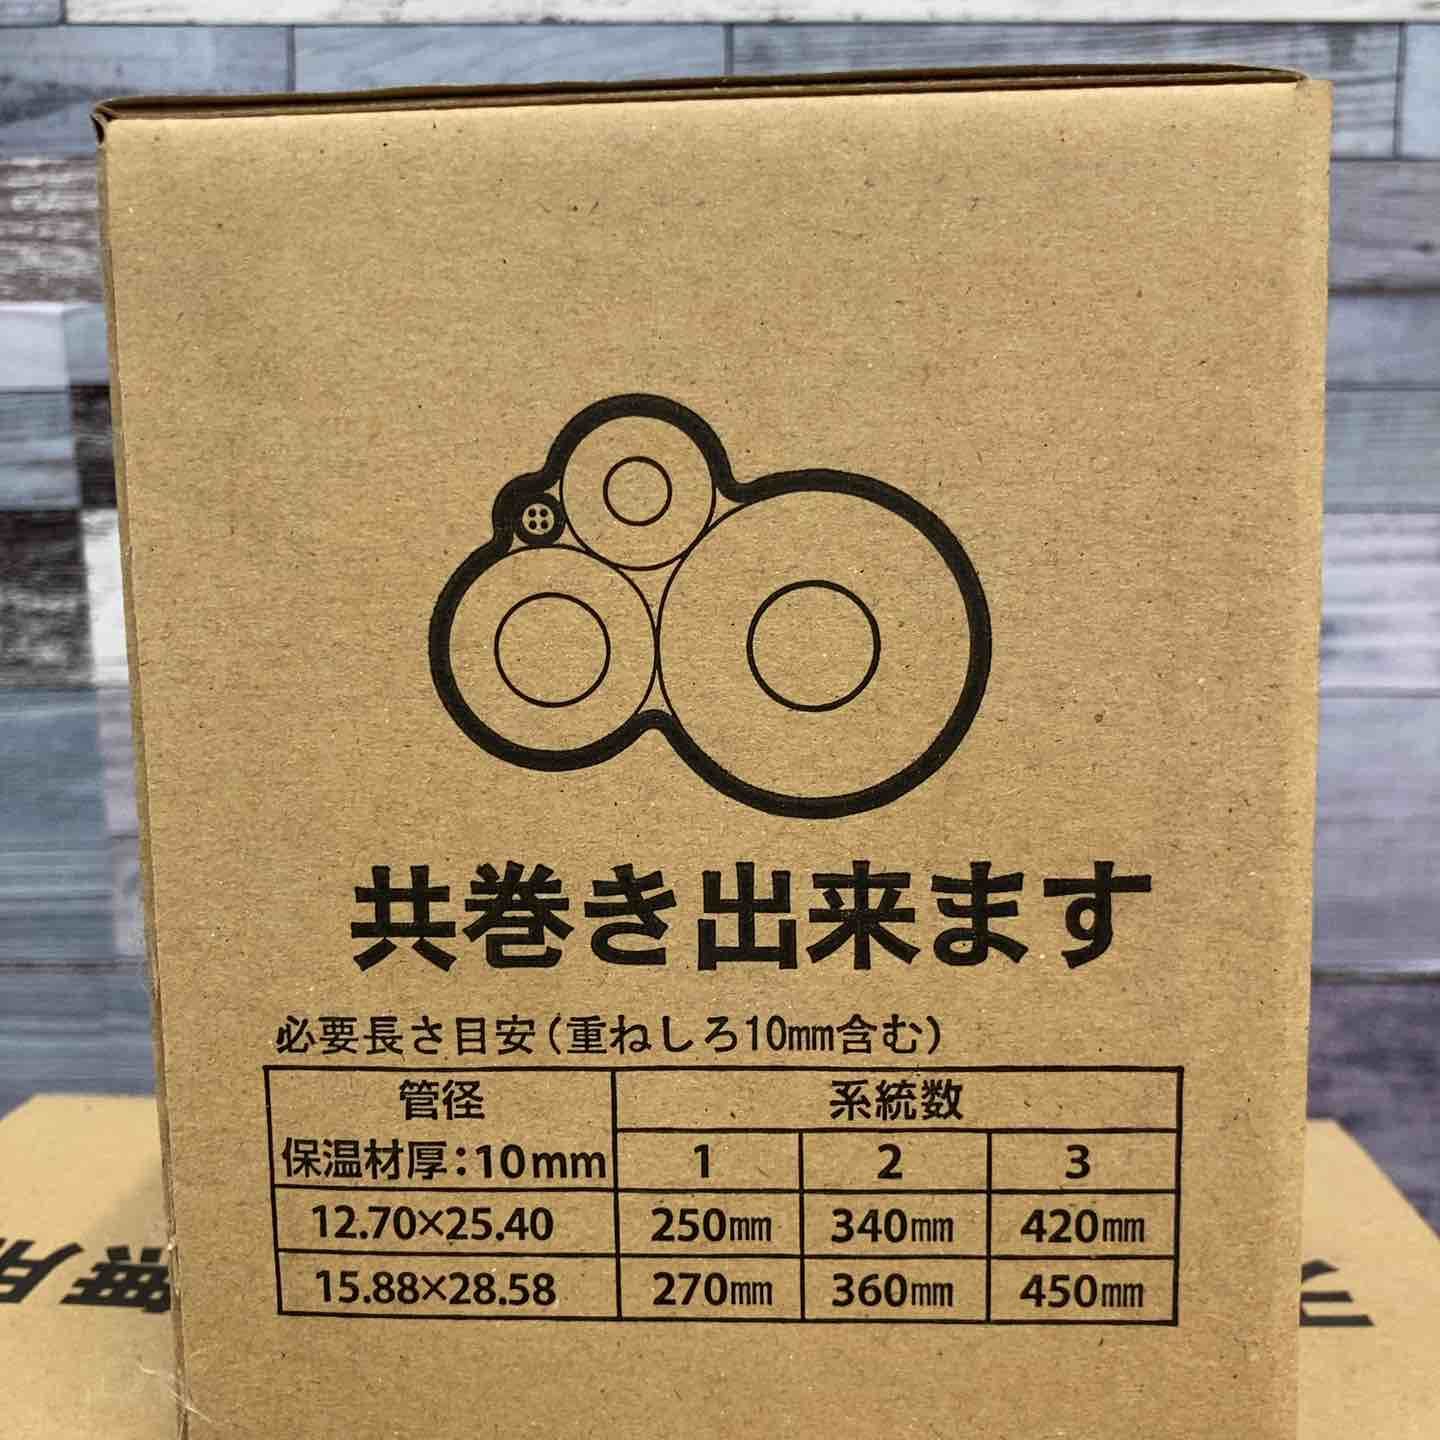 共巻き出来ます
必要長さ目安(重ねしろ10mm含む)
管径 系統数
保温材厚:10mm 1 2 3
12.70×25.40 250mm 340mm 420mm
15.88×28.58 270mm 360mm 450mm
無